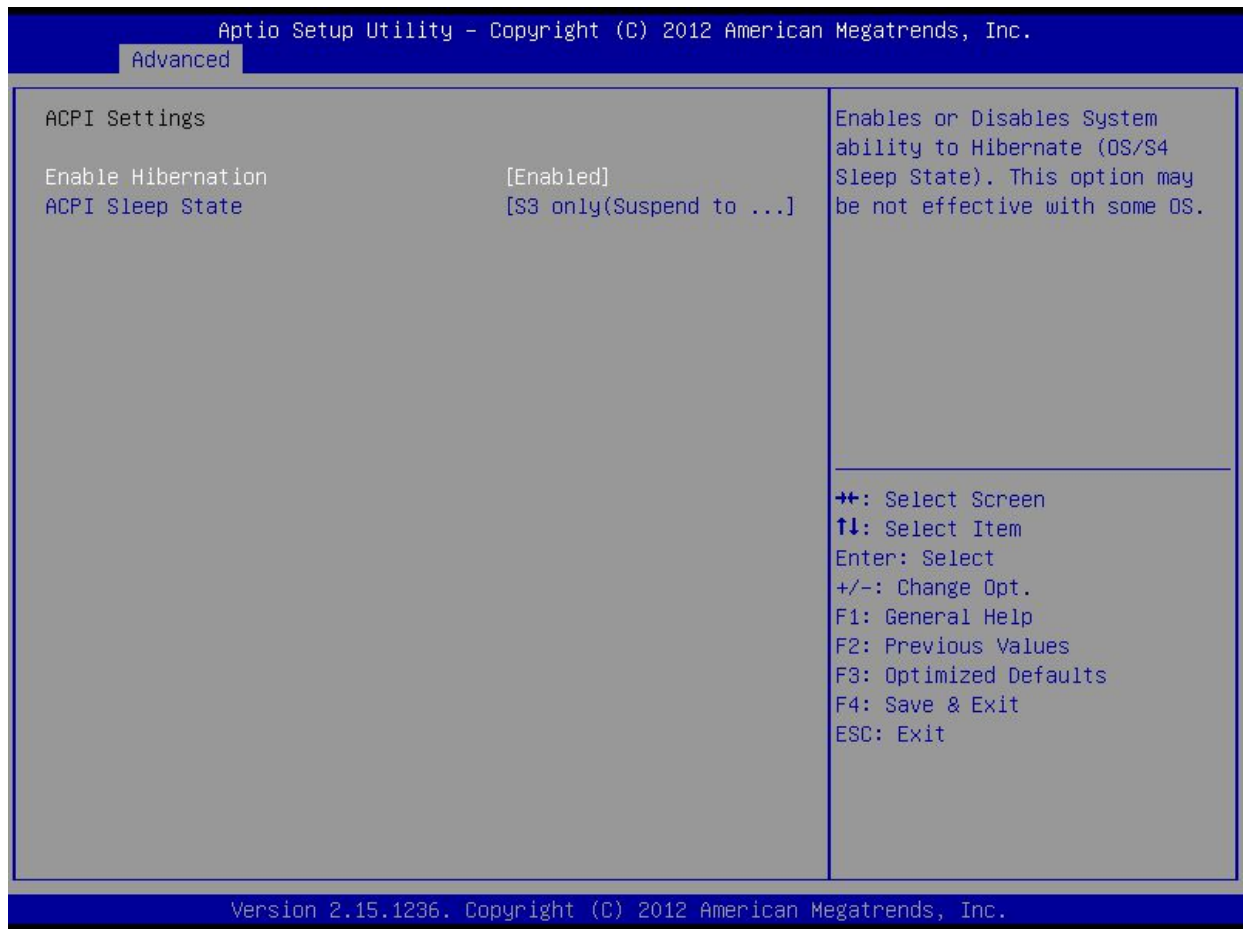 Aptio Setup Utility – Copyright (C) 2012 American Megatrends, Inc.
Advanced
ACPI Settings
Enable Hibernation [Enabled]
ACPI Sleep State [S3 only(Suspend to ...]
Enables or Disables System
ability to Hibernate (OS/S4
Sleep State). This option may
be not effective with some OS.
→←: Select Screen
↑↓: Select Item
Enter: Select
+/-: Change Opt.
F1: General Help
F2: Previous Values
F3: Optimized Defaults
F4: Save & Exit
ESC: Exit
Version 2.15.1236. Copyright (C) 2012 American Megatrends, Inc.